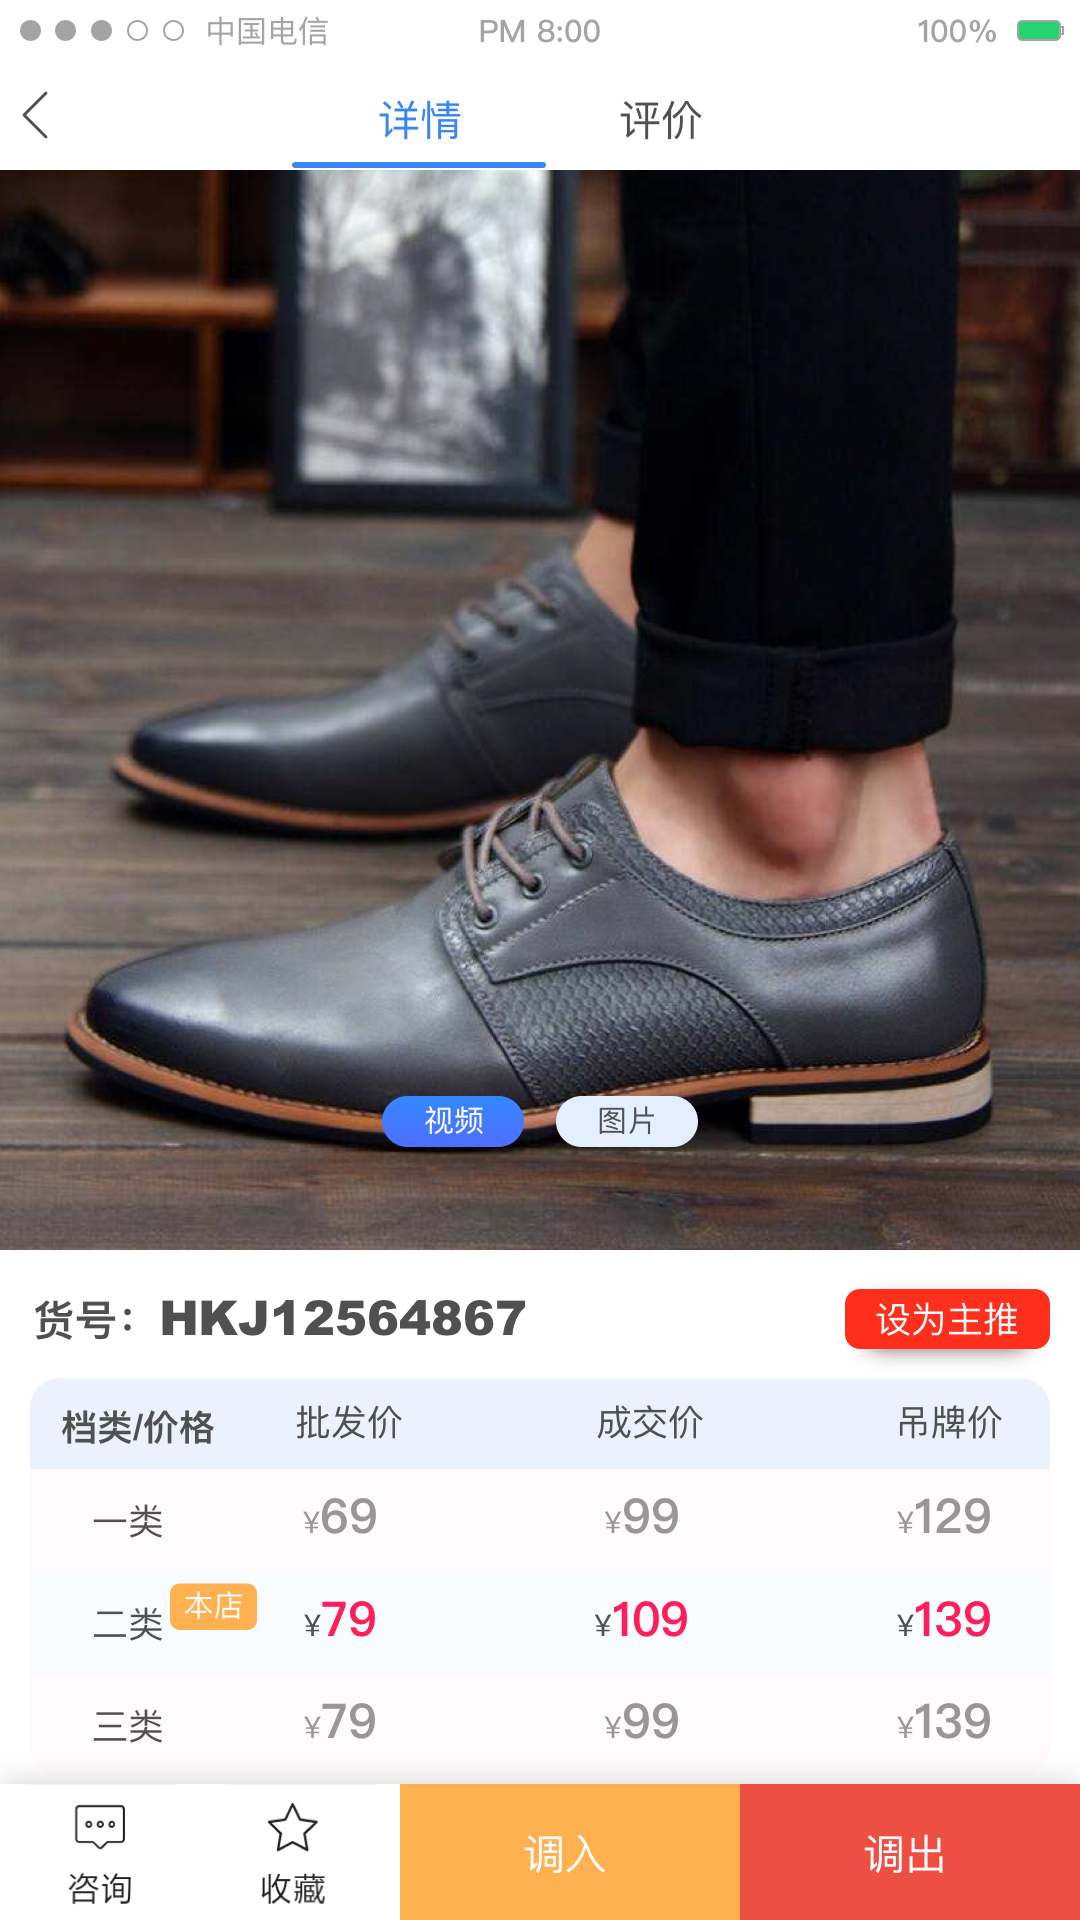 中国电信 PM 8:00 100%
详情 评价
视频 图片
货号：HKJ12564867 设为主推
档类/价格 批发价 成交价 吊牌价
一类 ¥69 ¥99 ¥129
二类 本店 ¥79 ¥109 ¥139
三类 ¥79 ¥99 ¥139
咨询 收藏 调入 调出